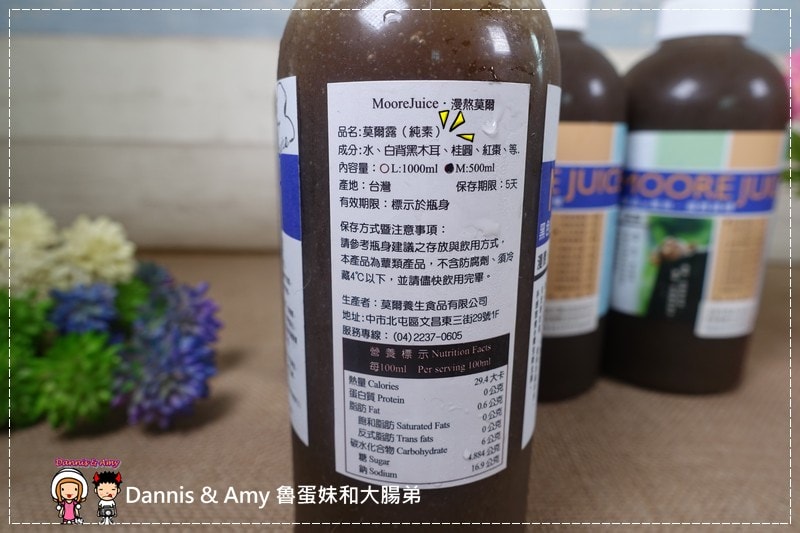 MooreJuice．漫熬莫爾
品名:莫爾露（純素）
成分:水、白背黑木耳、桂圓、紅棗、等.
內容量：○L:1000ml ●M:500ml
產地：台灣 保存期限：5天
有效期限：標示於瓶身
保存方式暨注意事項：
請參考瓶身建議之存放與飲用方式，
本產品為蕈類產品，不含防腐劑、須冷
藏4℃以下，並請儘快飲用完畢。
生產者：莫爾養生食品有限公司
地址:中市北屯區文昌東三街29號1F
服務專線：(04)2237-0605
營養標示 Nutrition Facts
每100ml Per serving 100ml
熱量 Calories 29.4 大卡
蛋白質 Protein 0 公克
脂肪 Fat 0.6 公克
飽和脂肪 Saturated Fats 0 公克
反式脂肪 Trans fats 0 公克
碳水化合物 Carbohydrate 6 公克
糖 Sugar 4.884 公克
鈉 Sodium 16.9 公克
JUICE
MOORE JUIC
Dannis & Amy
Dannis & Amy 魯蛋妹和大腸弟